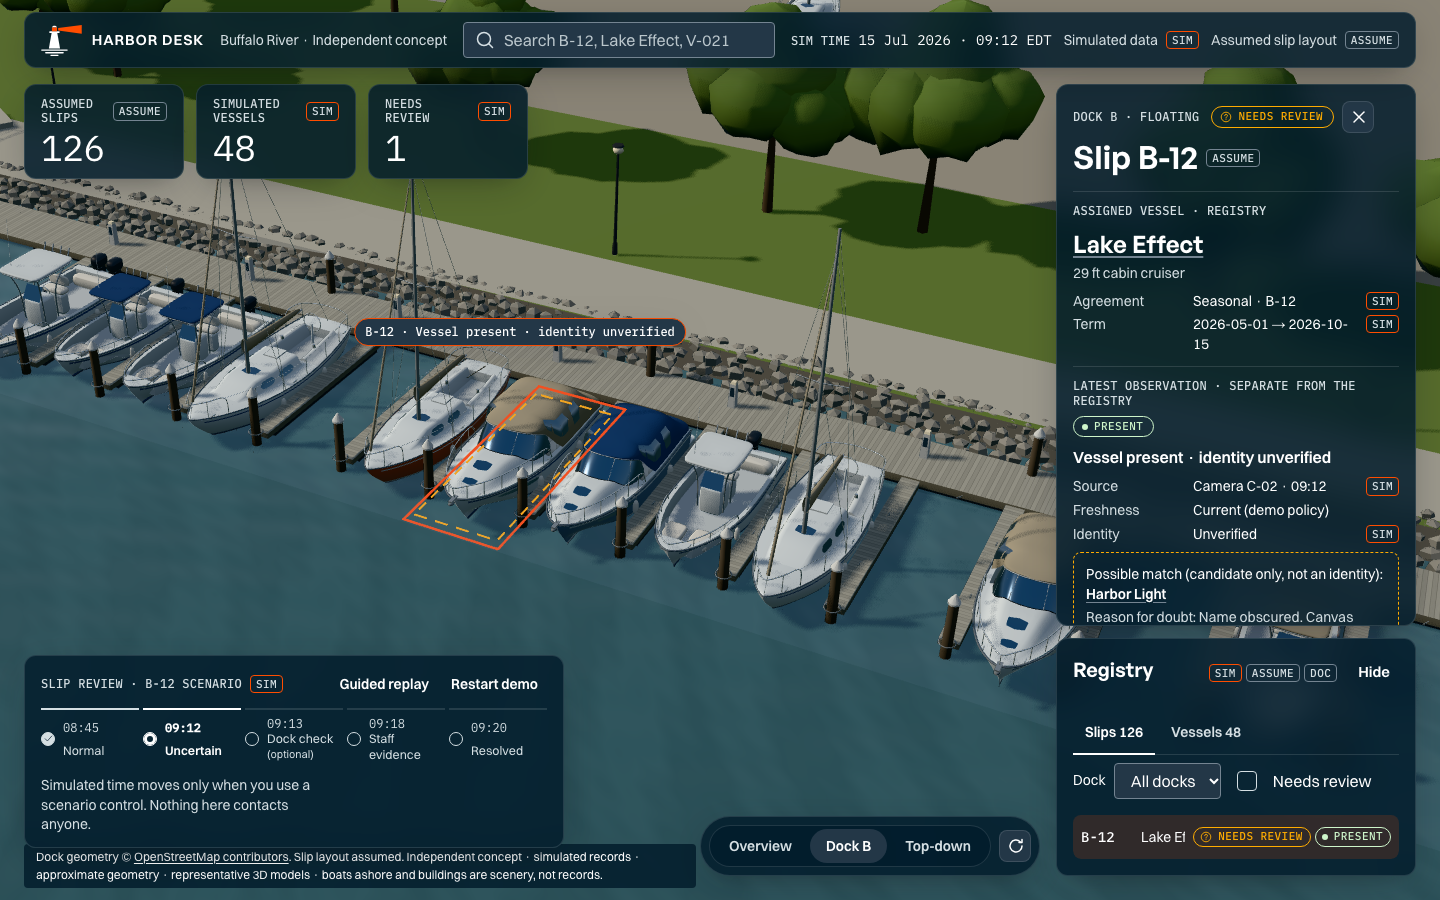 HARBOR DESK
Buffalo River · Independent concept
Search B-12, Lake Effect, V-021
SIM TIME 15 Jul 2026 · 09:12 EDT
Simulated data SIM
Assumed slip layout ASSUME
ASSUMED SLIPS ASSUME
126
SIMULATED VESSELS SIM
48
NEEDS REVIEW SIM
1
B-12 · Vessel present · identity unverified
DOCK B · FLOATING NEEDS REVIEW
Slip B-12 ASSUME
ASSIGNED VESSEL · REGISTRY
Lake Effect
29 ft cabin cruiser
Agreement Seasonal · B-12 SIM
Term 2026-05-01 → 2026-10- SIM
15
LATEST OBSERVATION · SEPARATE FROM THE
REGISTRY
PRESENT
Vessel present · identity unverified
Source Camera C-02 · 09:12 SIM
Freshness Current (demo policy)
Identity Unverified SIM
Possible match (candidate only, not an identity):
Harbor Light
Reason for doubt: Name obscured. Canvas
SLIP REVIEW · B-12 SCENARIO SIM
Guided replay
Restart demo
08:45
Normal
09:12
Uncertain
09:13
Dock check
(optional)
09:18
Staff
evidence
09:20
Resolved
Simulated time moves only when you use a
scenario control. Nothing here contacts
anyone.
Dock geometry © OpenStreetMap contributors. Slip layout assumed. Independent concept · simulated records ·
approximate geometry · representative 3D models · boats ashore and buildings are scenery, not records.
Overview
Dock B
Top-down
Registry SIM ASSUME DOC Hide
Slips 126
Vessels 48
Dock All docks Needs review
B-12 Lake Ef NEEDS REVIEW PRESENT